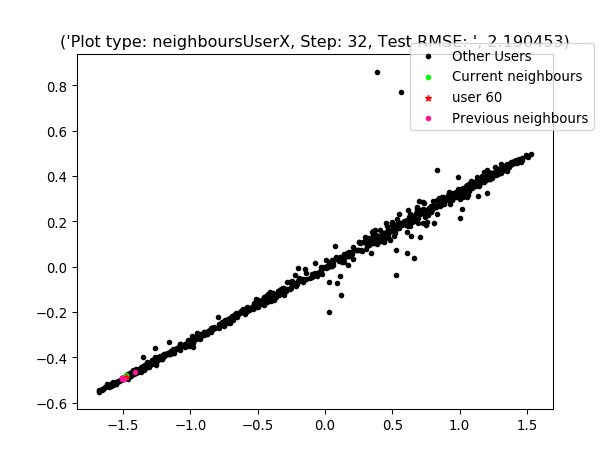 ('Plot type: neighboursUserX, Step: 32, Test RMSE: ', 2.190453)
Other Users
Current neighbours
user 60
Previous neighbours
0.8
0.6
0.4
0.2
0.0
−0.2
−0.4
−0.6
−1.5 −1.0 −0.5 0.0 0.5 1.0 1.5